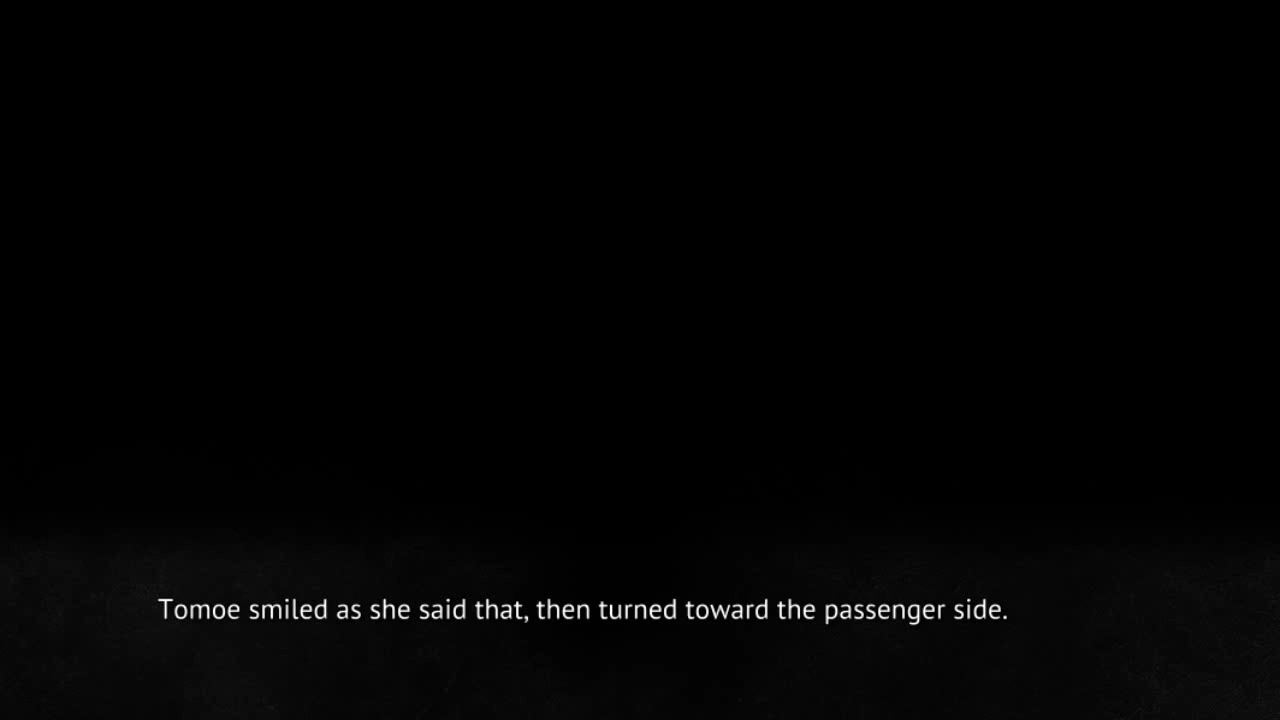 Tomoe smiled as she said that, then turned toward the passenger side.